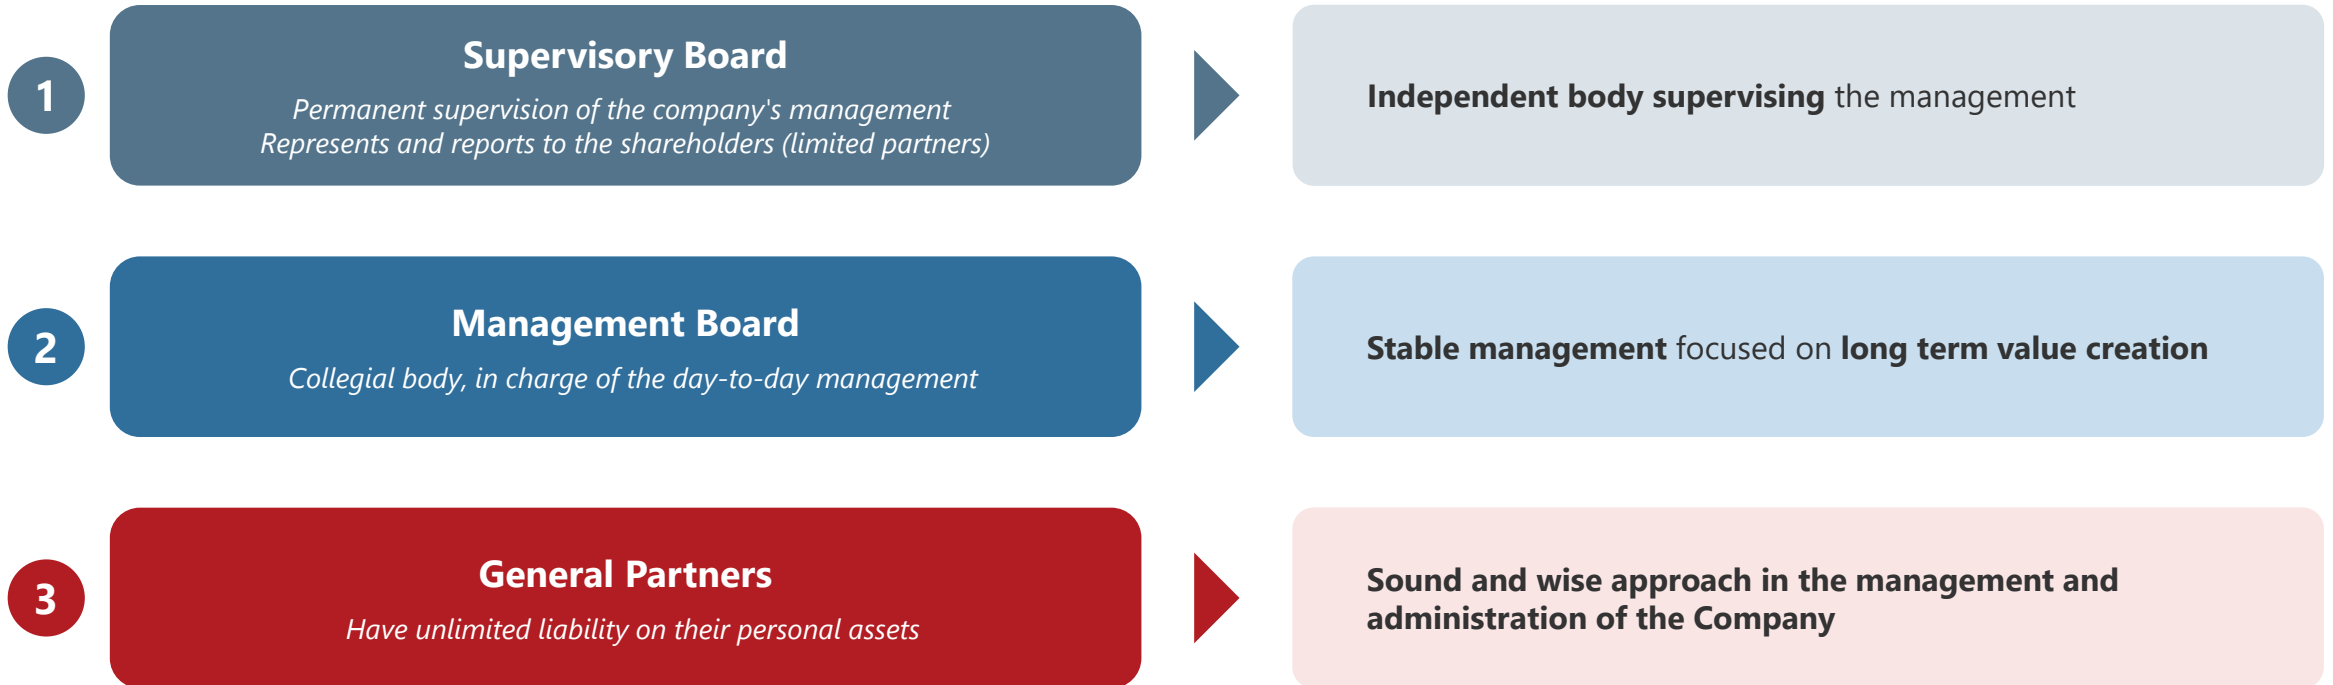 1
Supervisory Board
Permanent supervision of the company's management
Represents and reports to the shareholders (limited partners)
Independent body supervising the management
2
Management Board
Collegial body, in charge of the day-to-day management
Stable management focused on long term value creation
3
General Partners
Have unlimited liability on their personal assets
Sound and wise approach in the management and
administration of the Company